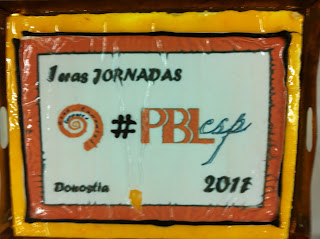 1eras JORNADAS
#PBLesp
Donostia 2017